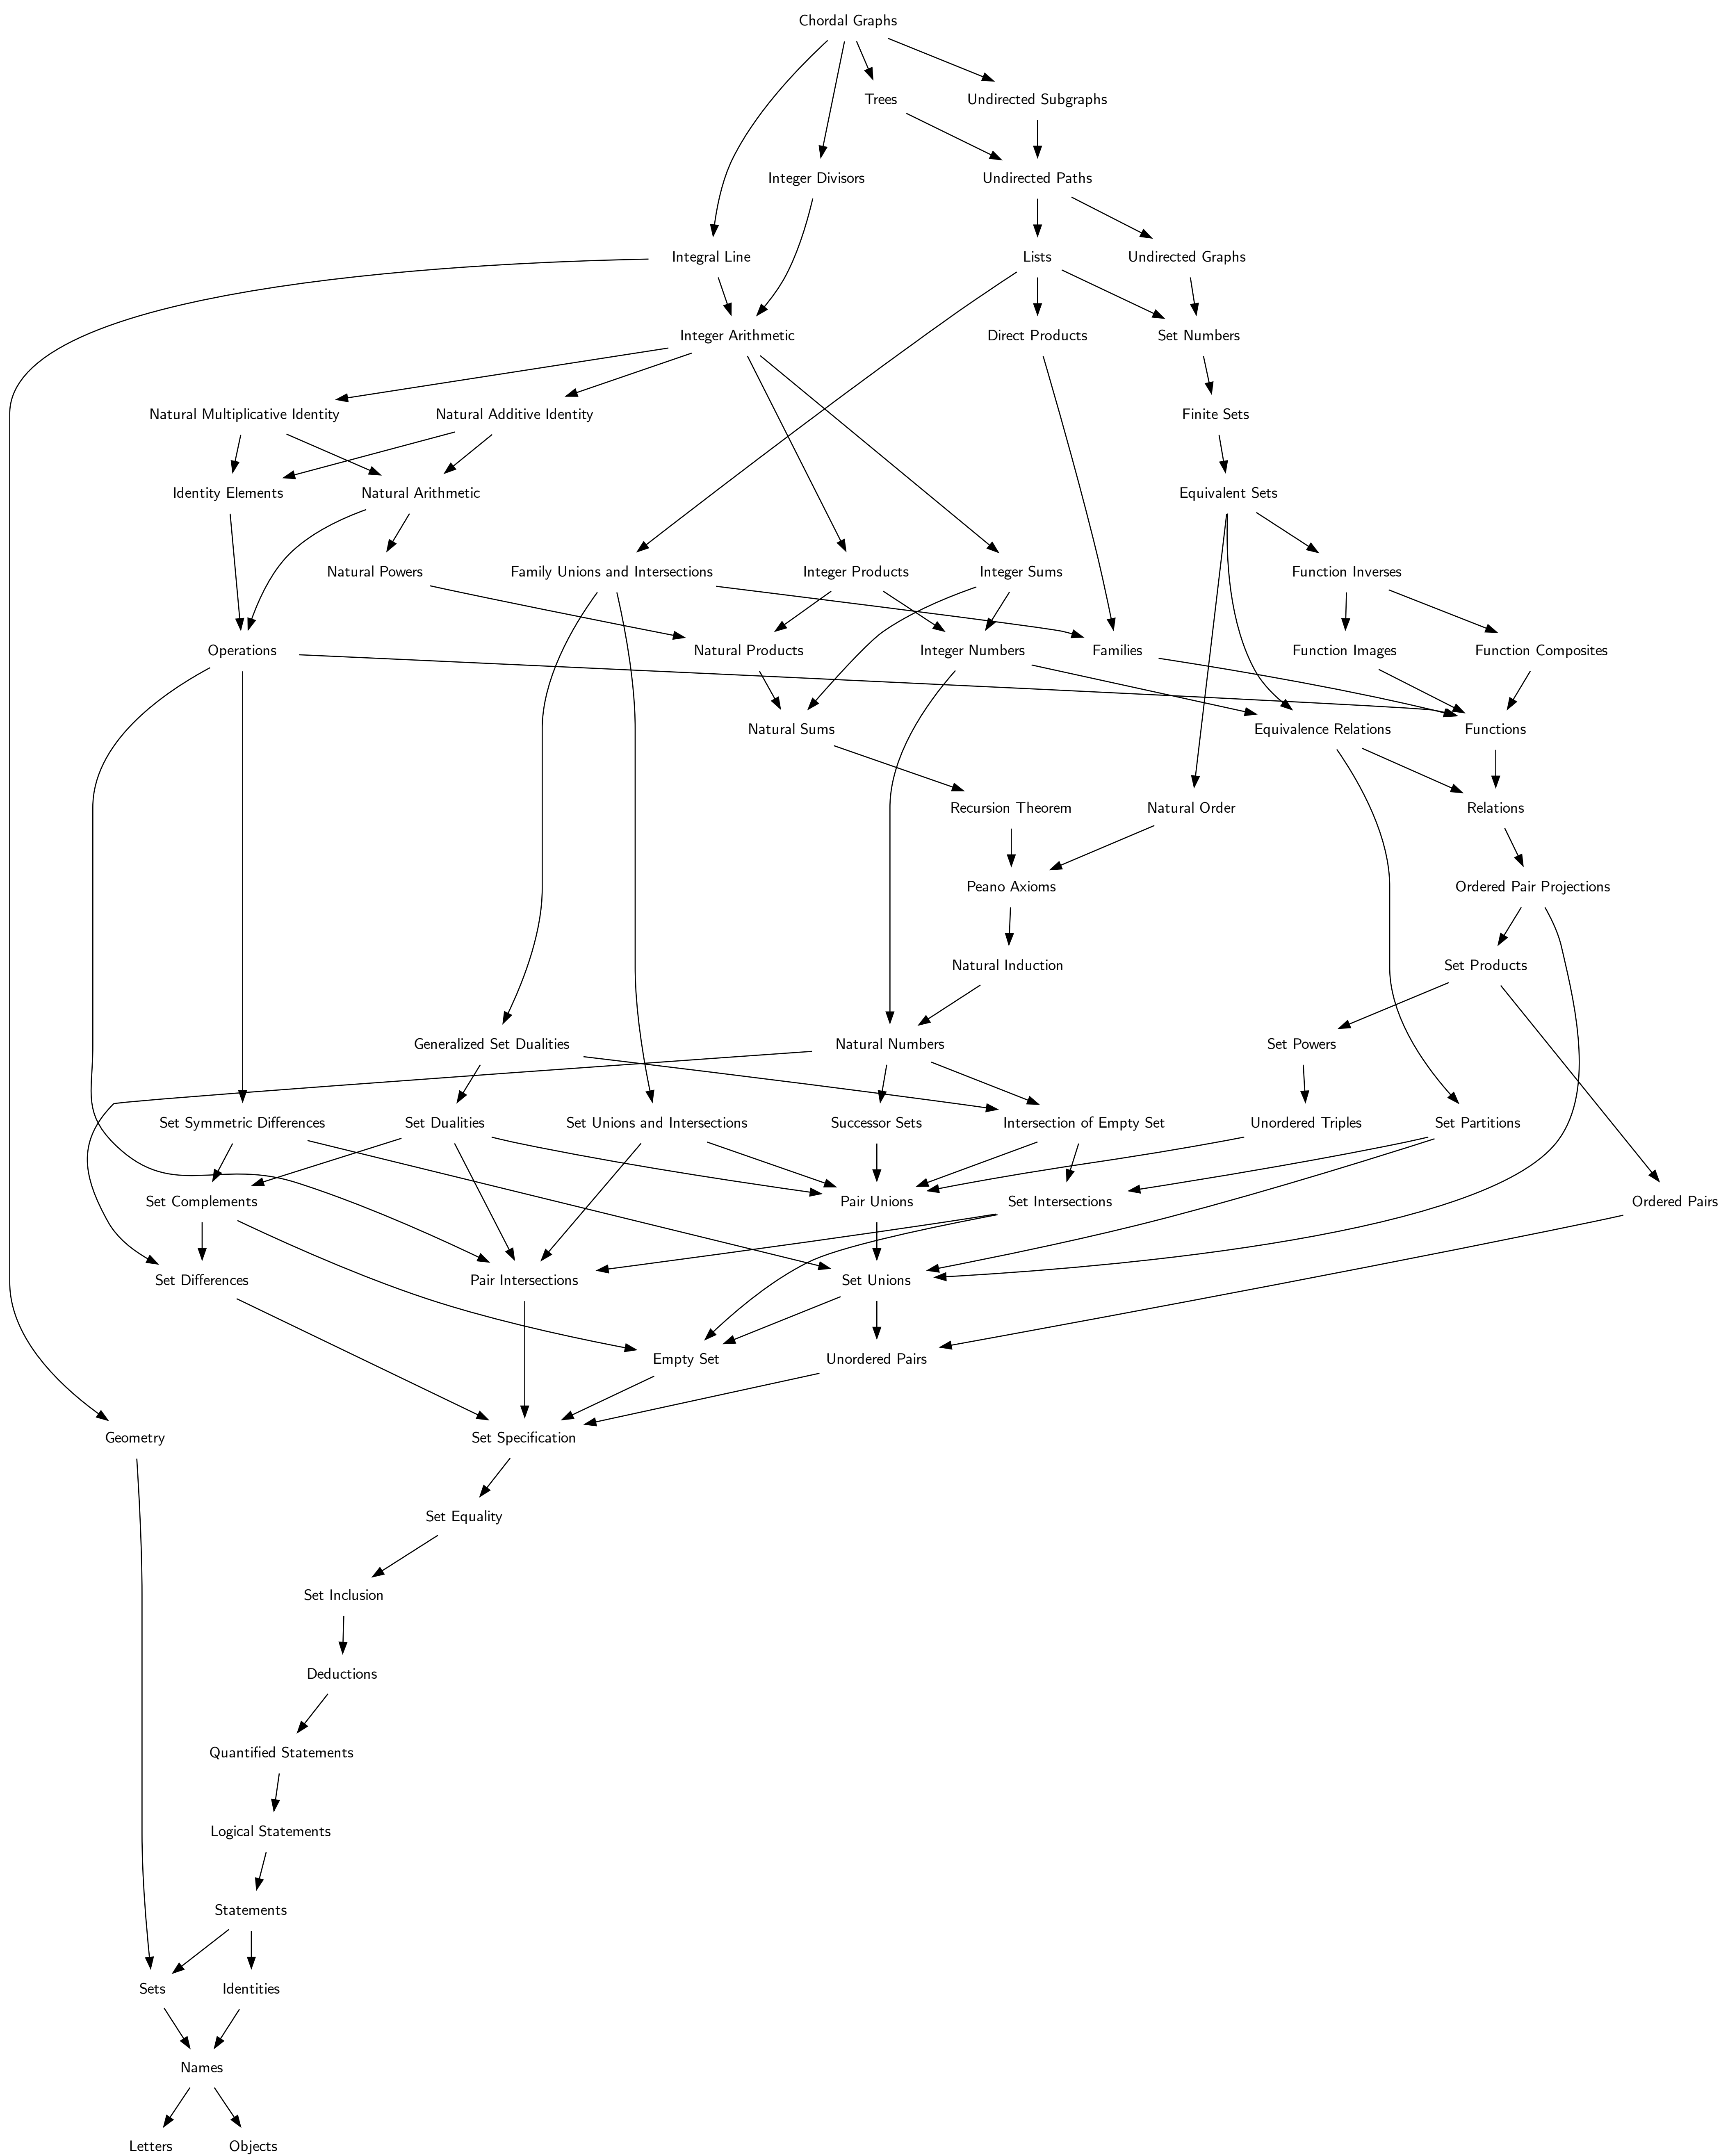 Chordal Graphs
Trees
Undirected Subgraphs
Integer Divisors
Undirected Paths
Integral Line
Lists
Undirected Graphs
Integer Arithmetic
Direct Products
Set Numbers
Natural Multiplicative Identity
Natural Additive Identity
Finite Sets
Identity Elements
Natural Arithmetic
Equivalent Sets
Natural Powers
Family Unions and Intersections
Integer Products
Integer Sums
Function Inverses
Operations
Natural Products
Integer Numbers
Families
Function Images
Function Composites
Natural Sums
Equivalence Relations
Functions
Recursion Theorem
Natural Order
Relations
Peano Axioms
Ordered Pair Projections
Natural Induction
Set Products
Generalized Set Dualities
Natural Numbers
Set Powers
Set Symmetric Differences
Set Dualities
Set Unions and Intersections
Successor Sets
Intersection of Empty Set
Unordered Triples
Set Partitions
Set Complements
Pair Unions
Set Intersections
Ordered Pairs
Set Differences
Pair Intersections
Set Unions
Empty Set
Unordered Pairs
Geometry
Set Specification
Set Equality
Set Inclusion
Deductions
Quantified Statements
Logical Statements
Statements
Sets
Identities
Names
Letters
Objects